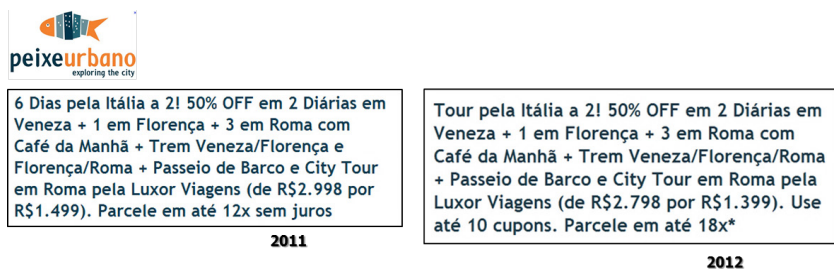 peixeurbano
exploring the city
6 Dias pela Itália a 2! 50% OFF em 2 Diárias em
Veneza + 1 em Florença + 3 em Roma com
Café da Manhã + Trem Veneza/Florença e
Florença/Roma + Passeio de Barco e City Tour
em Roma pela Luxor Viagens (de R$2.998 por
R$1.499). Parcele em até 12x sem juros
2011
Tour pela Itália a 2! 50% OFF em 2 Diárias em
Veneza + 1 em Florença + 3 em Roma com
Café da Manhã + Trem Veneza/Florença/Roma
+ Passeio de Barco e City Tour em Roma pela
Luxor Viagens (de R$2.798 por R$1.399). Use
até 10 cupons. Parcele em até 18x*
2012